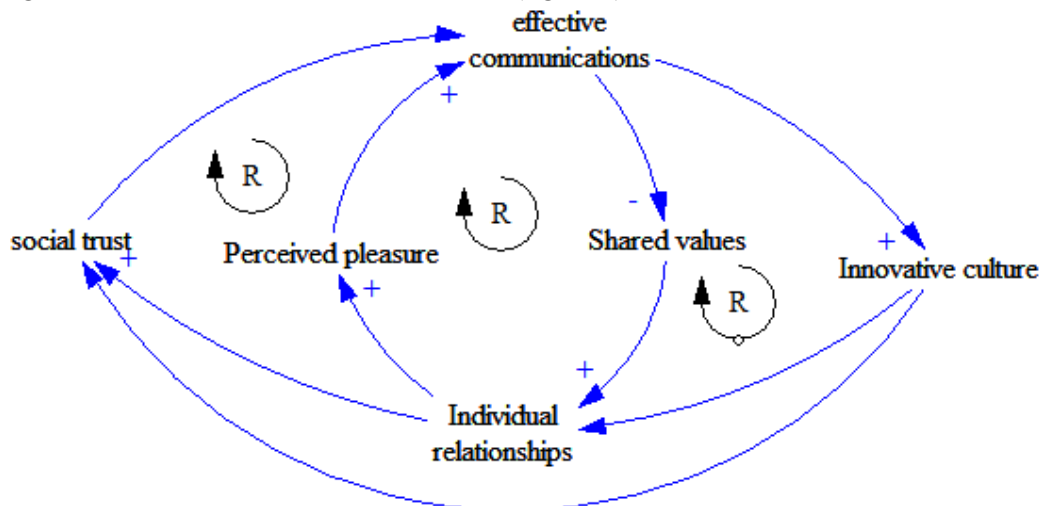 effective
communications
+
R
R
-
social trust
+
Perceived pleasure
Shared values
+
Innovative culture
+
R
+
Individual
relationships